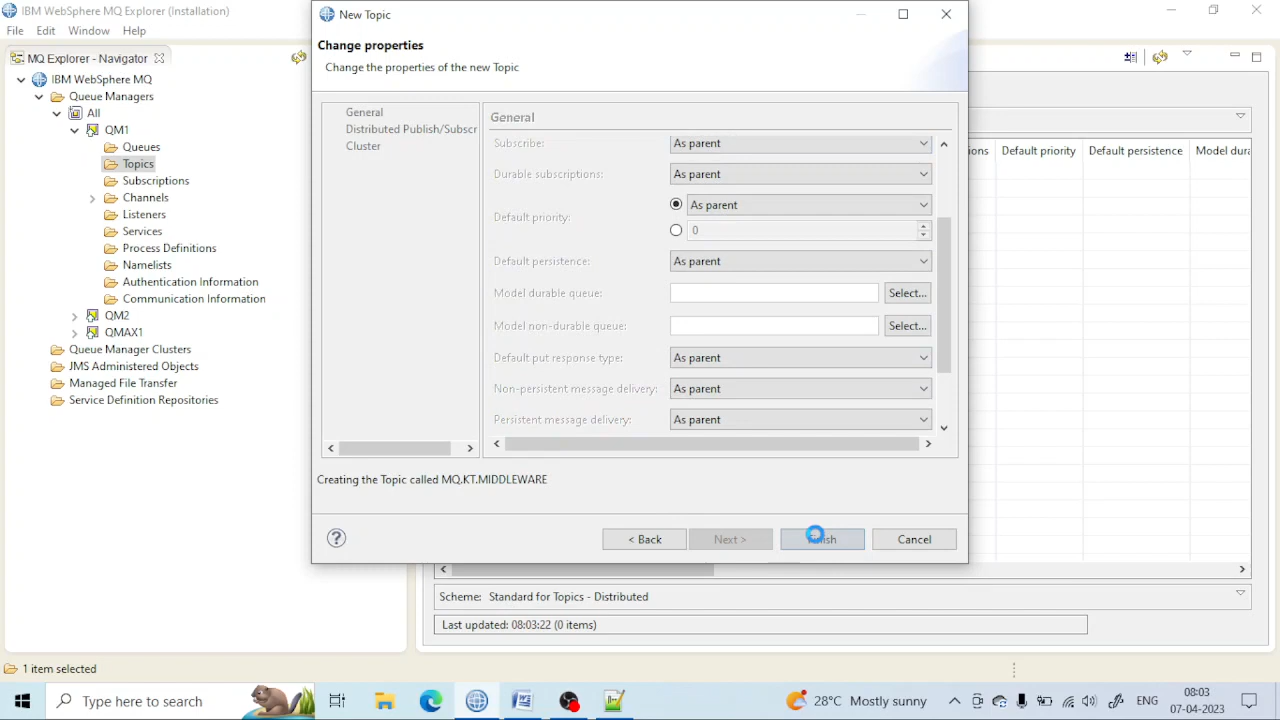 IBM WebSphere MQ Explorer (Installation)
File Edit Window Help
MQ Explorer - Navigator
IBM WebSphere MQ
Queue Managers
All
QM1
Queues
Topics
Subscriptions
Channels
Listeners
Services
Process Definitions
Namelists
Authentication Information
Communication Information
QM2
QMAX1
Queue Manager Clusters
JMS Administered Objects
Managed File Transfer
Service Definition Repositories
1 item selected
New Topic
Change properties
Change the properties of the new Topic
General
Distributed Publish/Subscr
Cluster
General
Subscribe: As parent
Durable subscriptions: As parent
Default priority: As parent
0
Default persistence: As parent
Model durable queue: Select...
Model non-durable queue: Select...
Default put response type: As parent
Non-persistent message delivery: As parent
Persistent message delivery: As parent
Creating the Topic called MQ.KT.MIDDLEWARE
? < Back Next > Finish Cancel
ions Default priority Default persistence Model dura
Scheme: Standard for Topics - Distributed
Last updated: 08:03:22 (0 items)
Type here to search
28°C Mostly sunny
ENG
08:03
07-04-2023